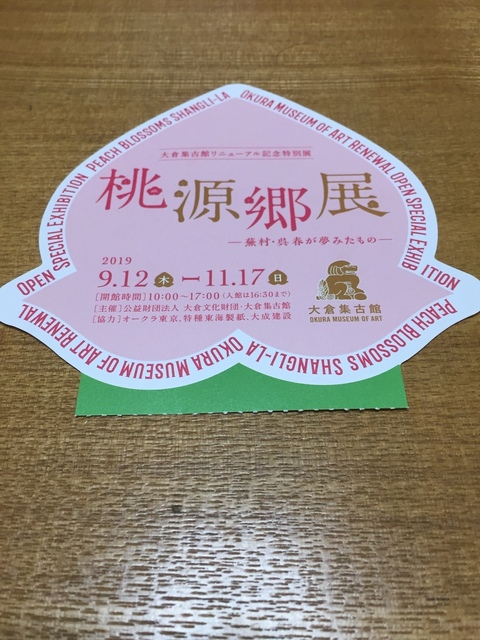 大倉集古館リニューアル記念特別展
桃源郷展
―蕪村・呉春が夢みたもの―
2019
9.12木―11.17日
[開館時間]10:00〜17:00(入館は16:30まで)
[主催]公益財団法人 大倉文化財団・大倉集古館
[協力]オークラ東京、特種東海製紙、大成建設
大倉集古館
OKURA MUSEUM OF ART
OPEN SPECIAL EXHIBITION PEACH BLOSSOMS SHANGLI-LA
OKURA MUSEUM OF ART RENEWAL OPEN SPECIAL EXHIBITION
PEACH BLOSSOMS SHANGLI-LA
OKURA MUSEUM OF ART RENEWAL